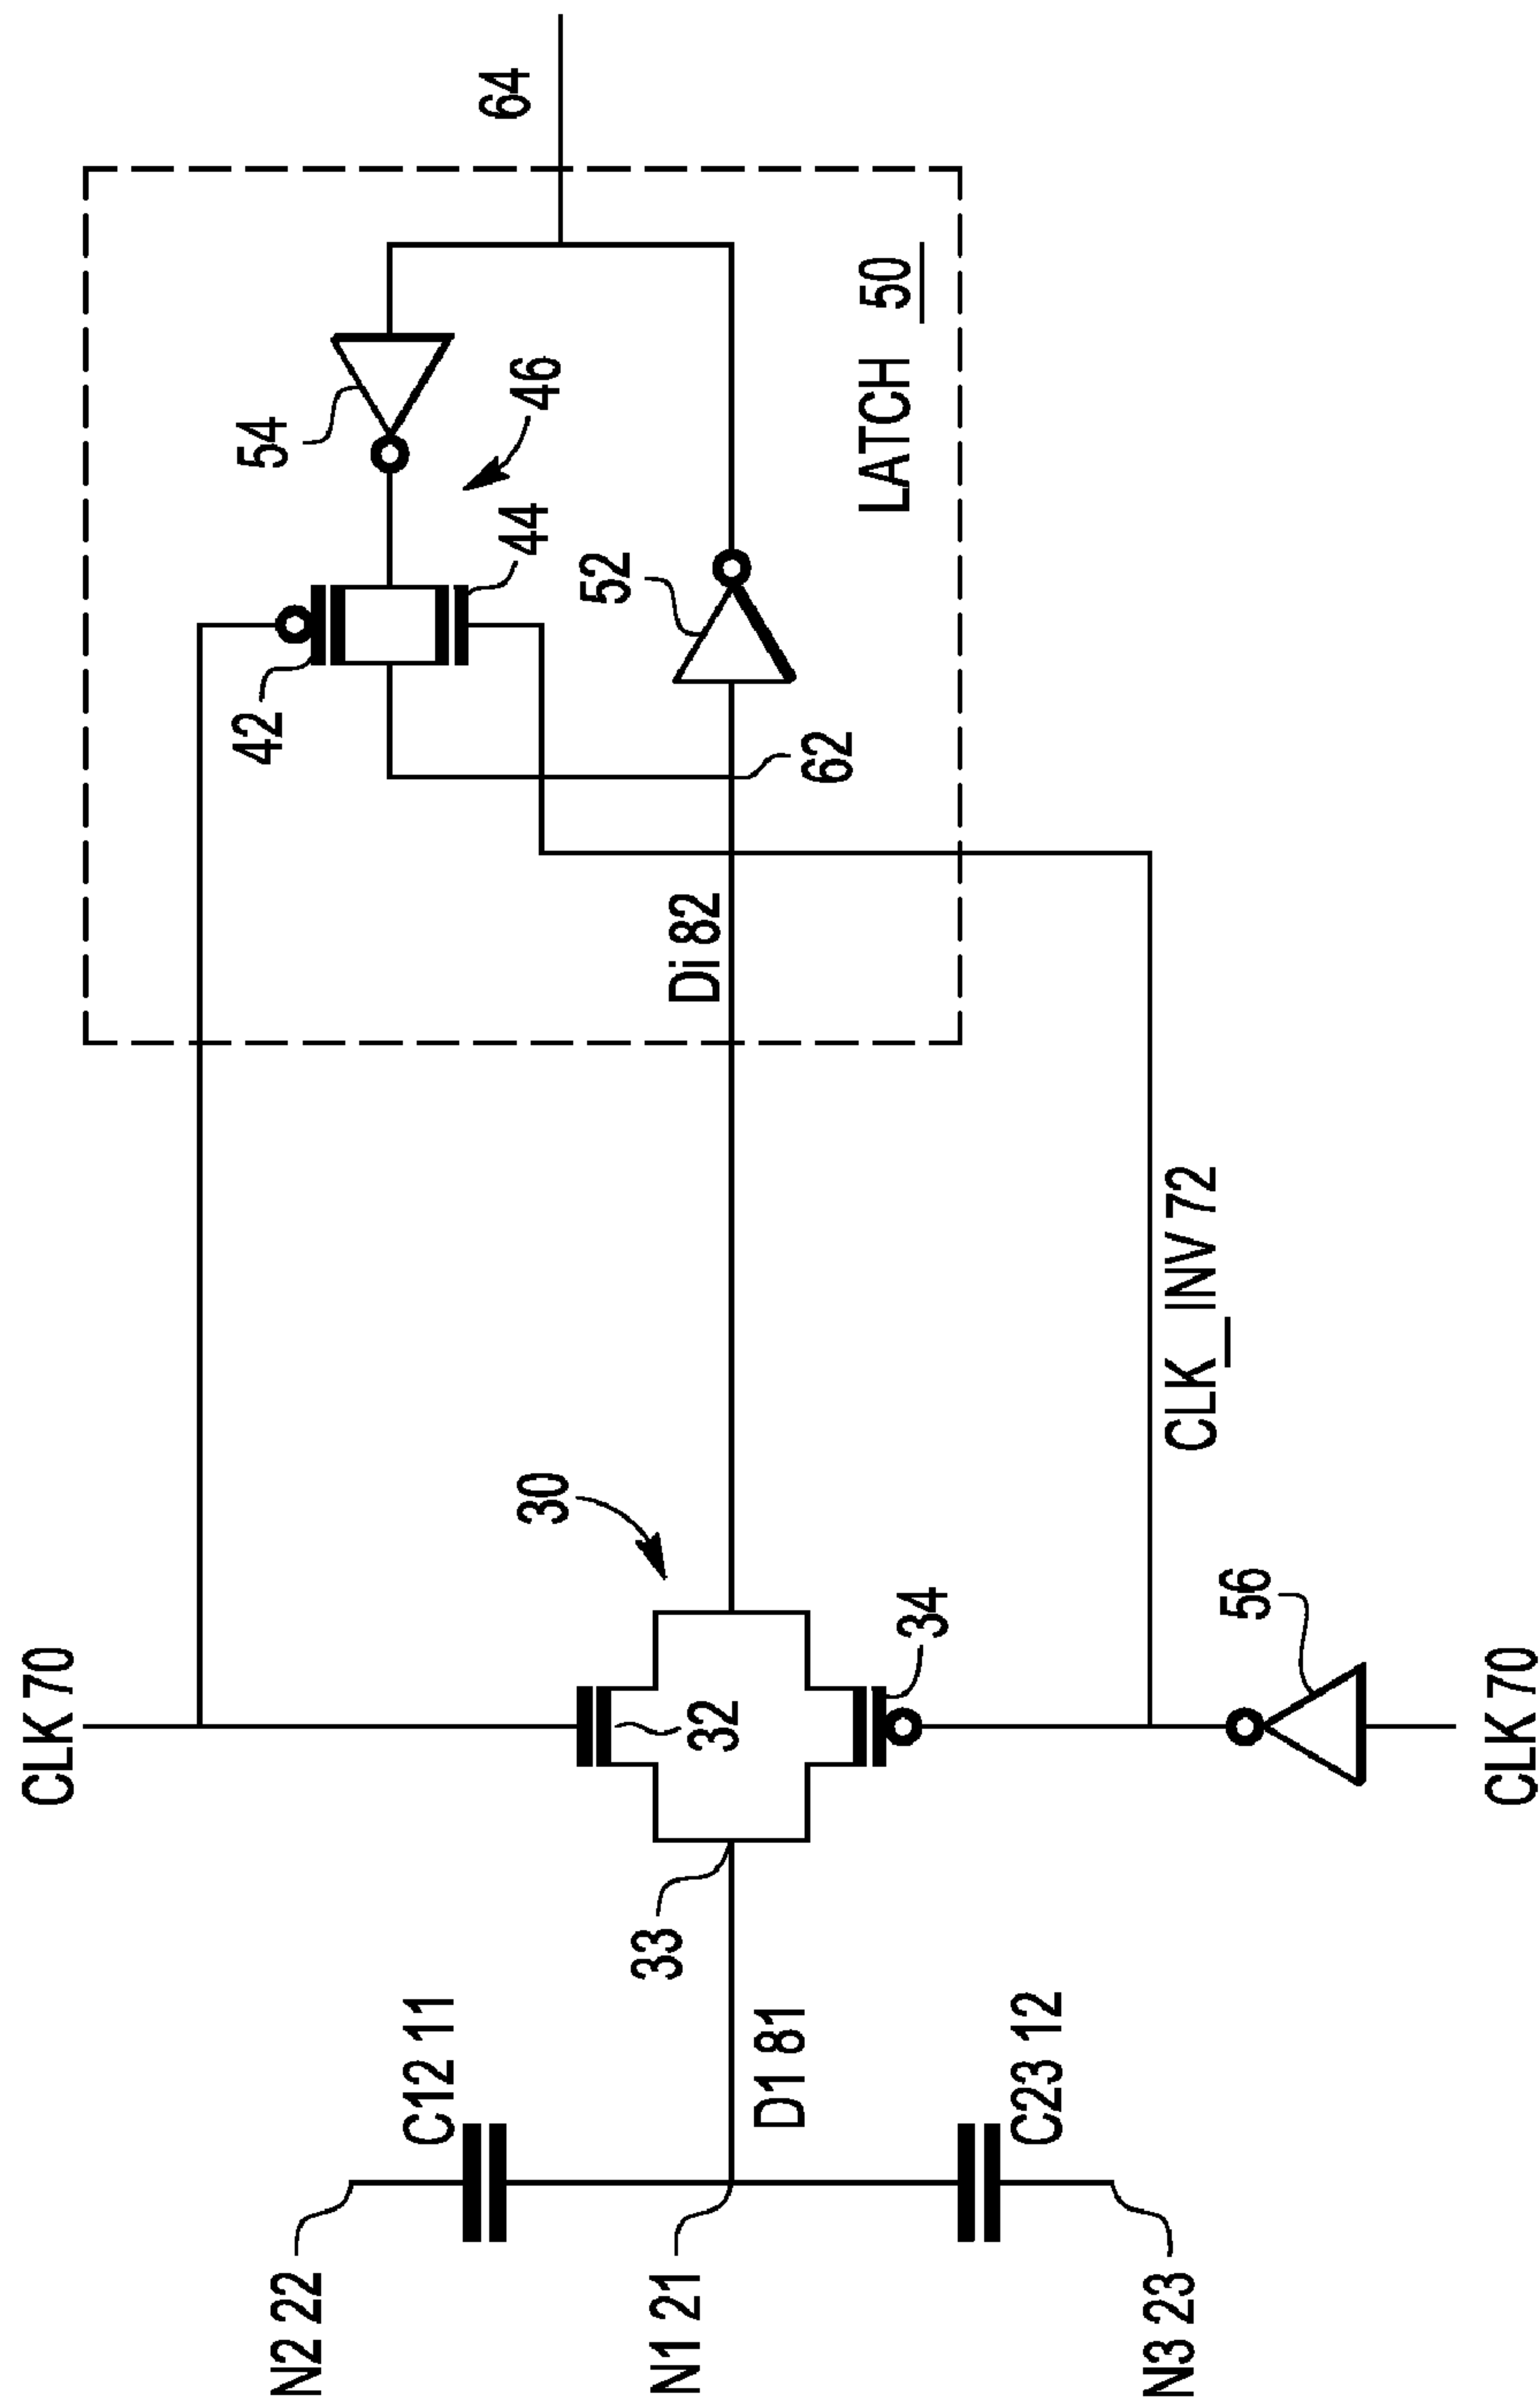 CLK 70
N2 22
C12 11
54
42
46
44
64
N1 21
D1 81
33
32
30
Di 82
52
62
LATCH 50
34
N3 23
C23 12
CLK_INV 72
56
CLK 70